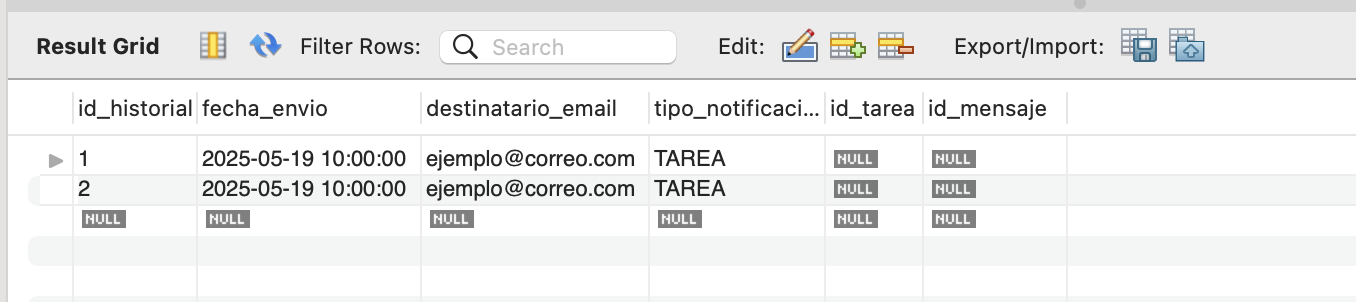 Result Grid Filter Rows: Search Edit: Export/Import:
id_historial fecha_envio destinatario_email tipo_notificaci... id_tarea id_mensaje
1 2025-05-19 10:00:00 ejemplo@correo.com TAREA NULL NULL
2 2025-05-19 10:00:00 ejemplo@correo.com TAREA NULL NULL
NULL NULL NULL NULL NULL NULL